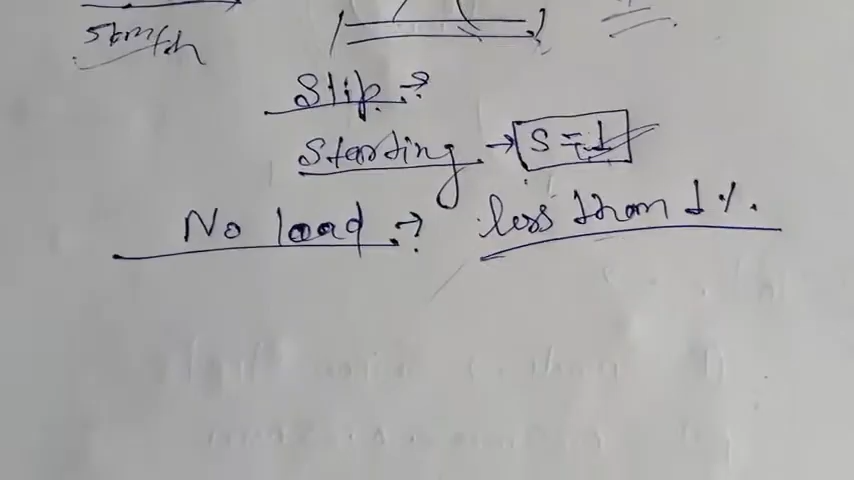 Slip →
Starting → S = 1
No load → less than 1 %.